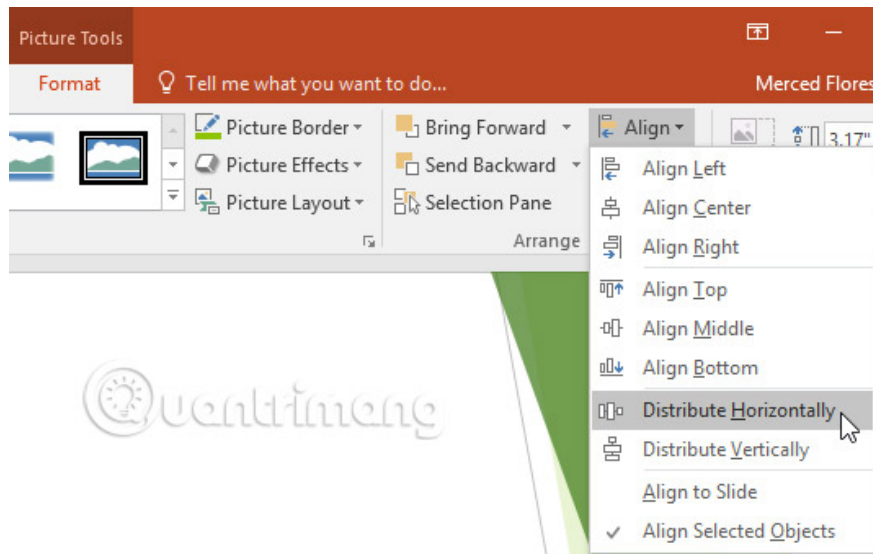 Picture Tools
Format
Tell me what you want to do...
Merced Flores
Picture Border
Picture Effects
Picture Layout
Bring Forward
Send Backward
Selection Pane
Arrange
Align
3.17"
Align Left
Align Center
Align Right
Align Top
Align Middle
Align Bottom
Distribute Horizontally
Distribute Vertically
Align to Slide
Align Selected Objects
Quantrimang